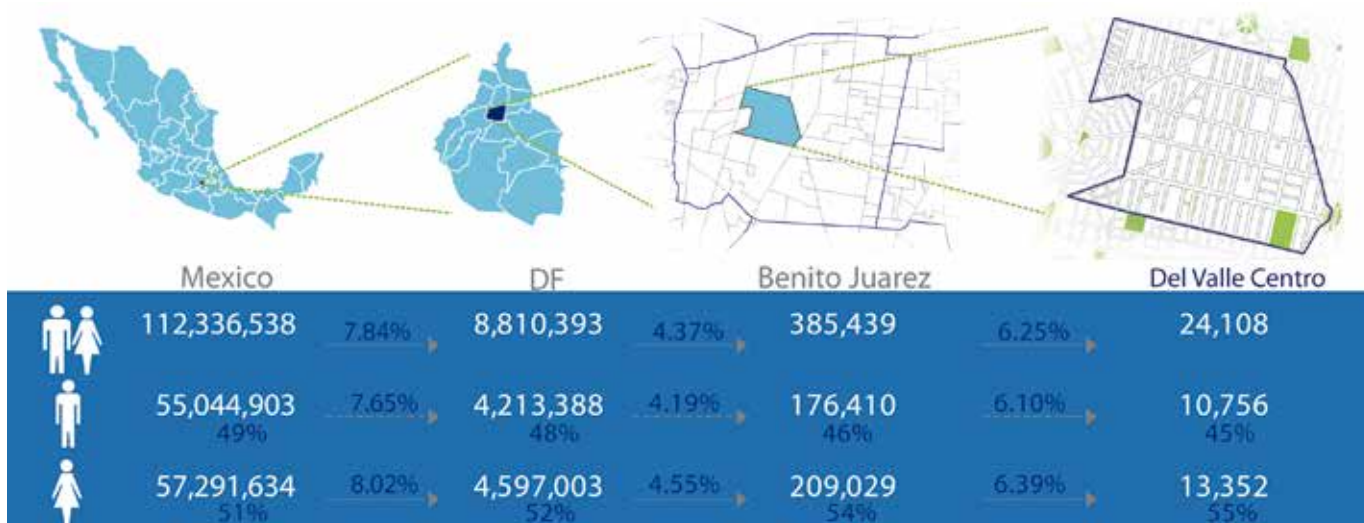 Mexico DF Benito Juarez Del Valle Centro
112,336,538 7.84% 8,810,393 4.37% 385,439 6.25% 24,108
55,044,903 7.65% 4,213,388 4.19% 176,410 6.10% 10,756
49% 48% 46% 45%
57,291,634 8.02% 4,597,003 4.55% 209,029 6.39% 13,352
51% 52% 54% 55%